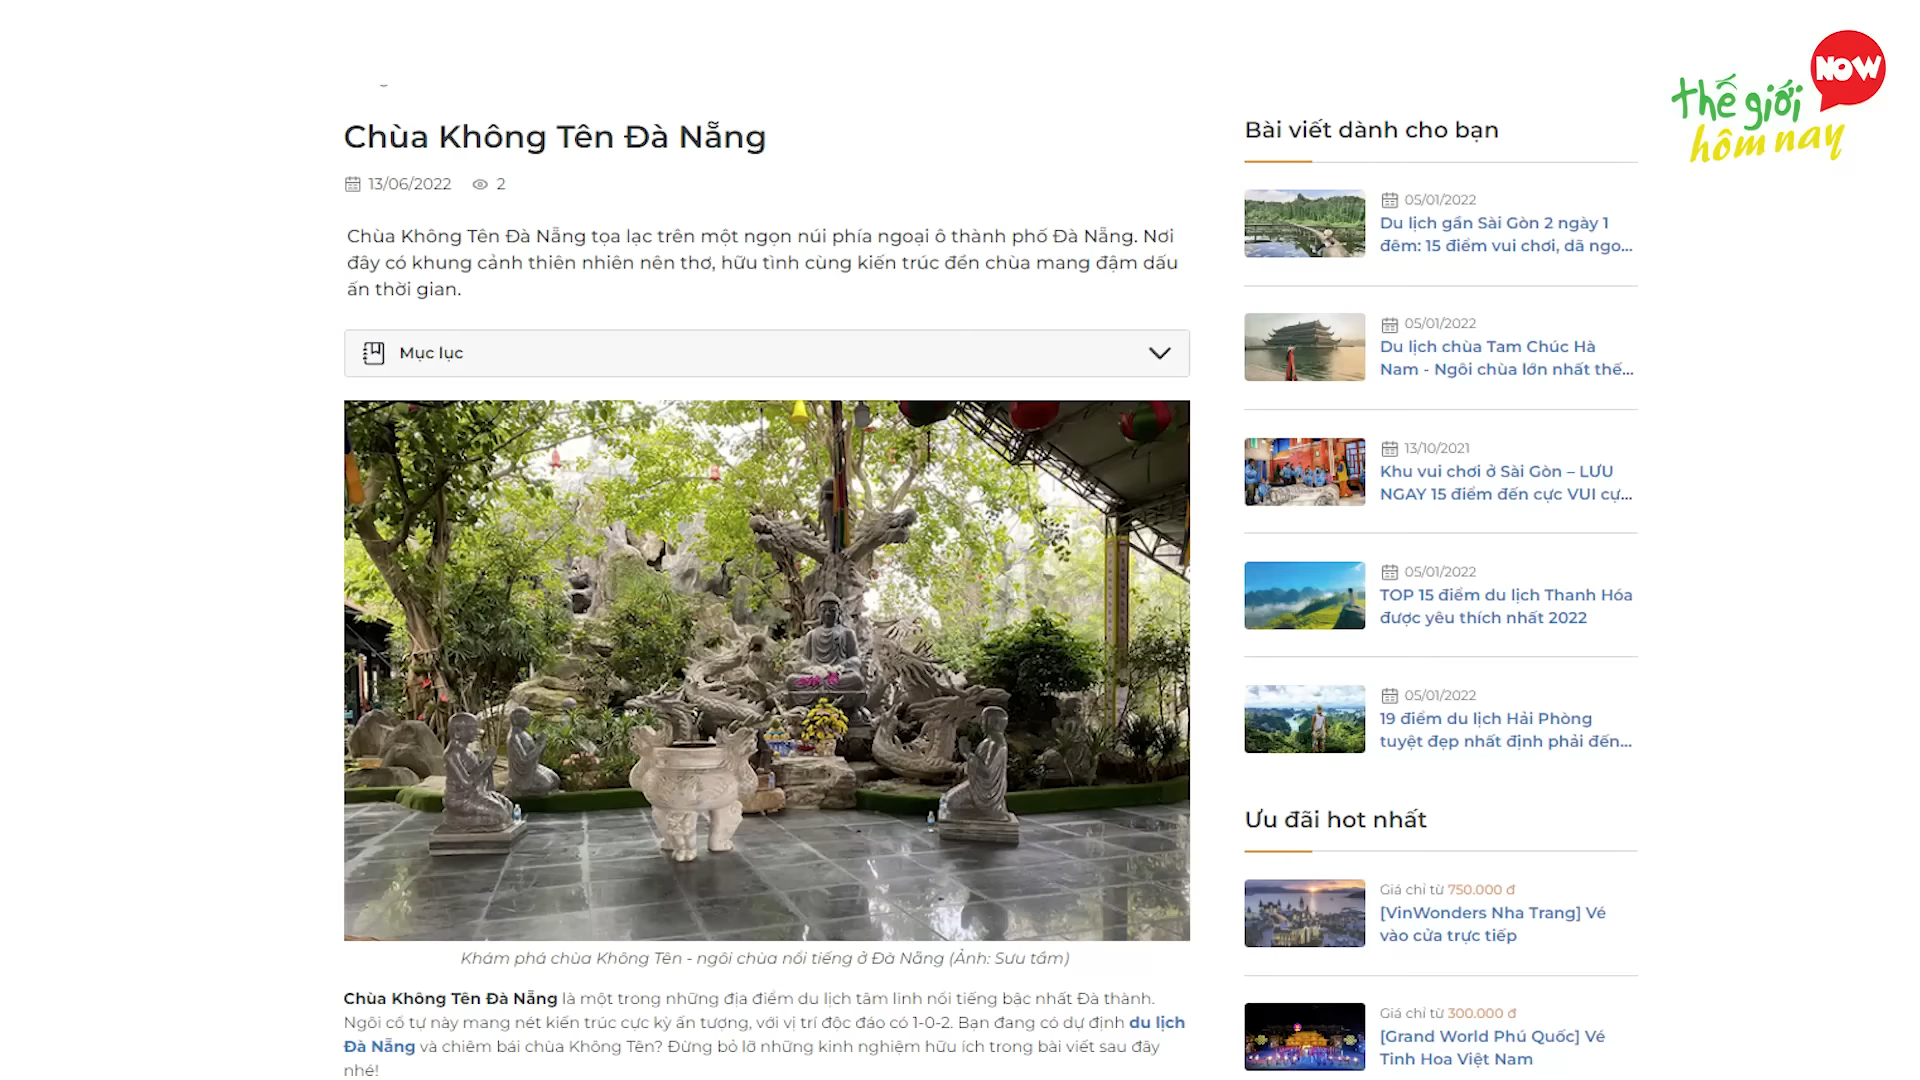 NOW
thế giới
hôm nay
Chùa Không Tên Đà Nẵng
13/06/2022 2
Chùa Không Tên Đà Nẵng tọa lạc trên một ngọn núi phía ngoại ô thành phố Đà Nẵng. Nơi
đây có khung cảnh thiên nhiên nên thơ, hữu tình cùng kiến trúc đền chùa mang đậm dấu
ấn thời gian.
Mục lục
Khám phá chùa Không Tên - ngôi chùa nổi tiếng ở Đà Nẵng (Ảnh: Sưu tầm)
Chùa Không Tên Đà Nẵng là một trong những địa điểm du lịch tâm linh nổi tiếng bậc nhất Đà thành.
Ngôi cổ tự này mang nét kiến trúc cực kỳ ấn tượng, với vị trí độc đáo có 1-0-2. Bạn đang có dự định du lịch
Đà Nẵng và chiêm bái chùa Không Tên? Đừng bỏ lỡ những kinh nghiệm hữu ích trong bài viết sau đây
nhé!
Bài viết dành cho bạn
05/01/2022
Du lịch gần Sài Gòn 2 ngày 1
đêm: 15 điểm vui chơi, dã ngo...
05/01/2022
Du lịch chùa Tam Chúc Hà
Nam - Ngôi chùa lớn nhất thế...
13/10/2021
Khu vui chơi ở Sài Gòn – LƯU
NGAY 15 điểm đến cực VUI cự...
05/01/2022
TOP 15 điểm du lịch Thanh Hóa
được yêu thích nhất 2022
05/01/2022
19 điểm du lịch Hải Phòng
tuyệt đẹp nhất định phải đến...
Ưu đãi hot nhất
Giá chỉ từ 750.000 đ
[VinWonders Nha Trang] Vé
vào cửa trực tiếp
Giá chỉ từ 300.000 đ
[Grand World Phú Quốc] Vé
Tinh Hoa Việt Nam